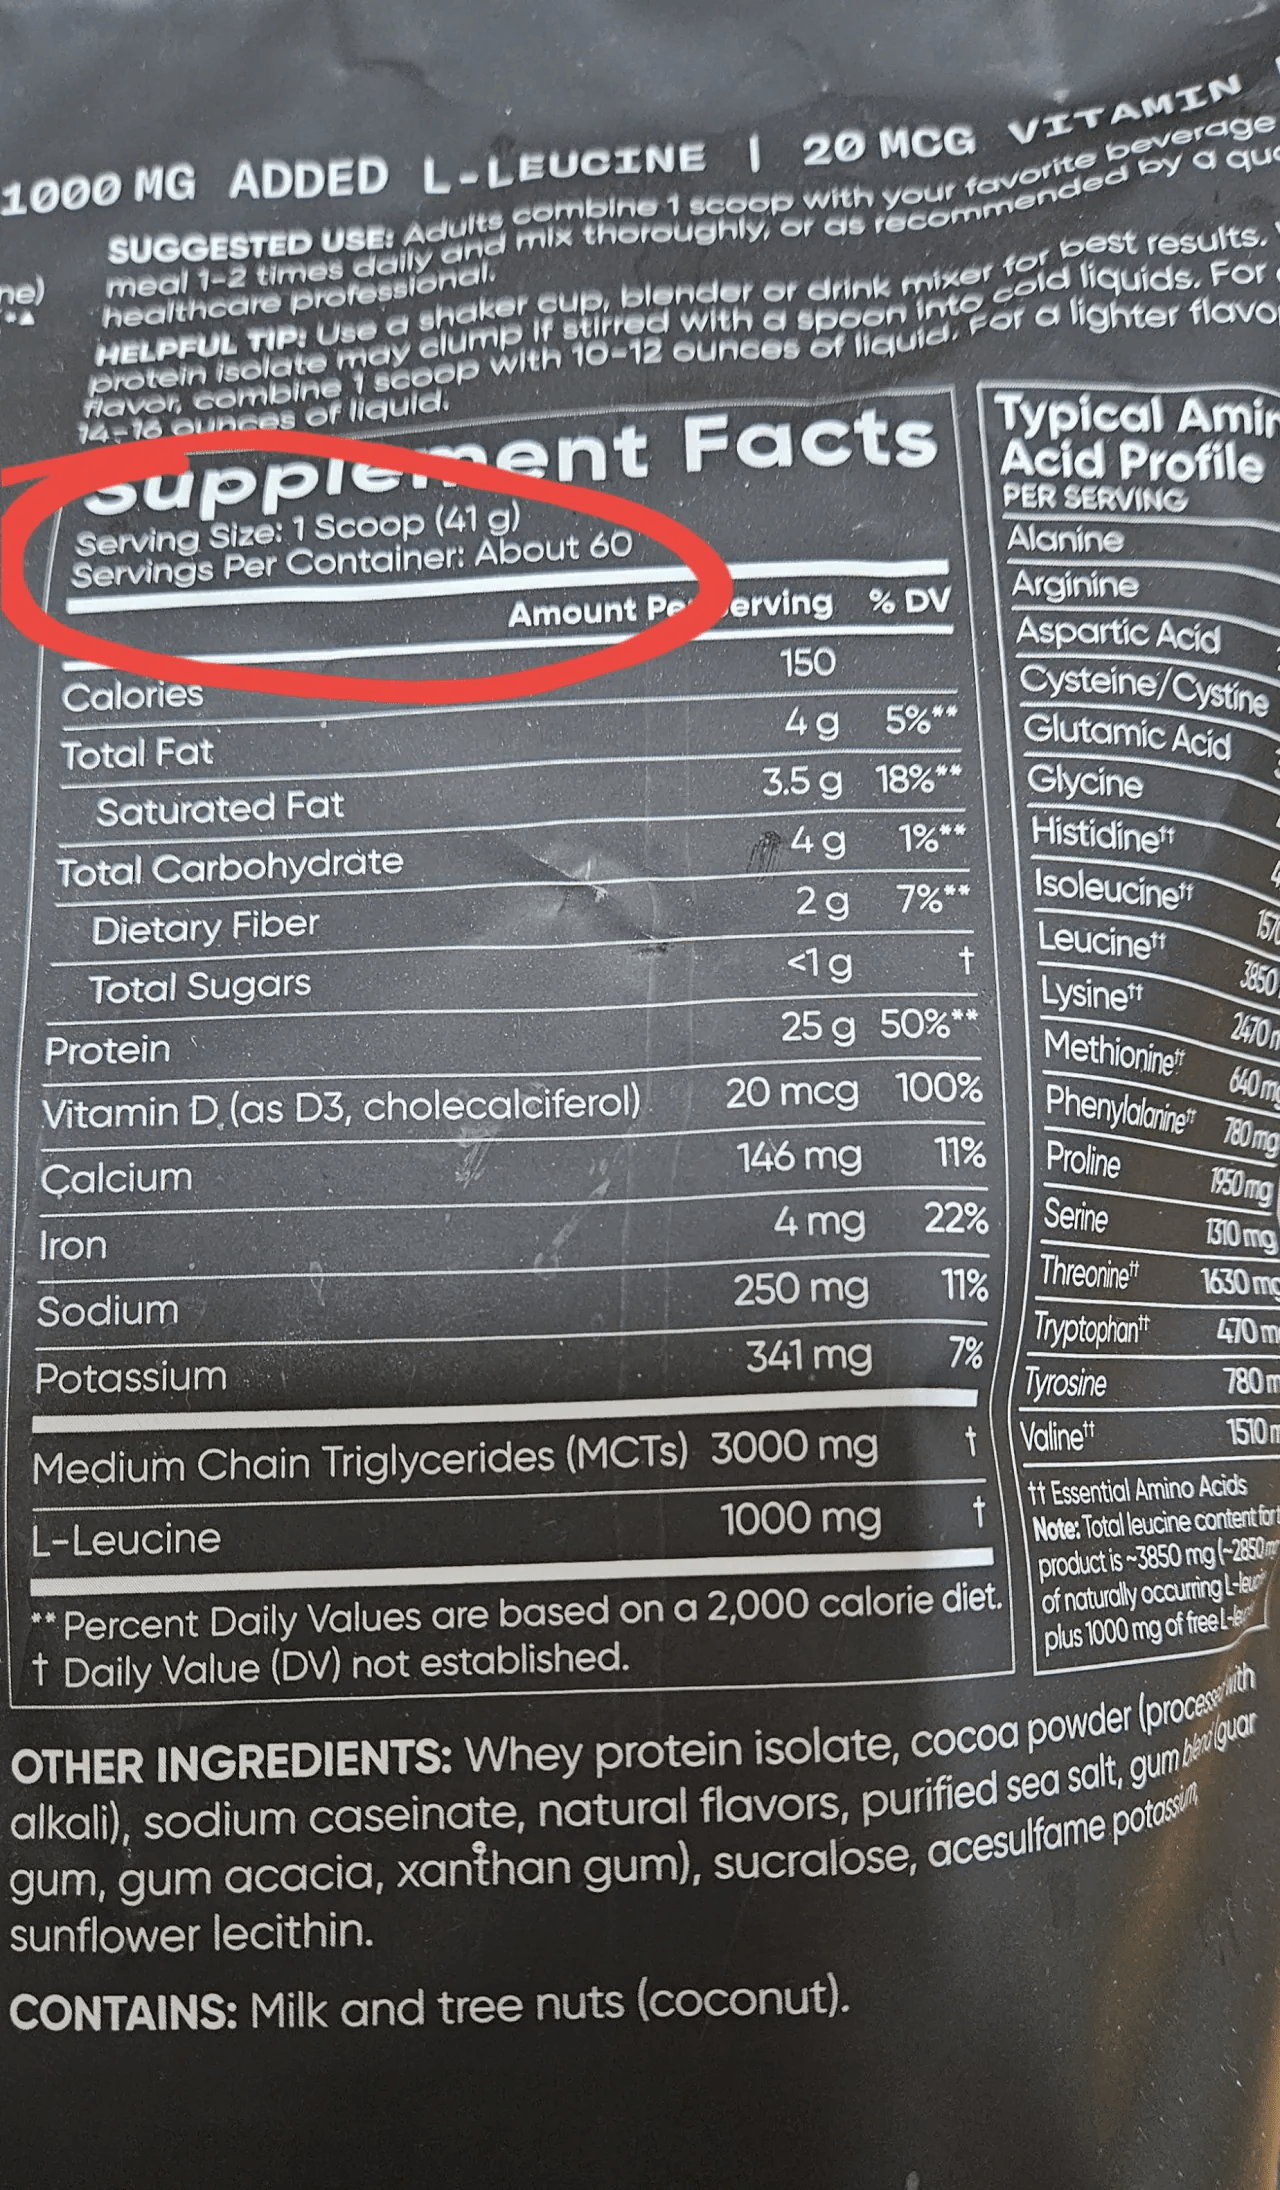 1000 MG ADDED L-LEUCINE | 20 MCG VITAMIN
SUGGESTED USE: Adults combine 1 scoop with your favorite beverage
meal 1-2 times daily and mix thoroughly, or as recommended by a
healthcare professional.
HELPFUL TIP: Use a shaker cup, blender or drink mixer for best results.
protein isolate may clump if stirred with a spoon into cold liquids. For
flavor, combine 1 scoop with 10-12 ounces of liquid. For a lighter
14-16 ounces of liquid.
Supplement Facts
Serving Size: 1 Scoop (41 g)
Servings Per Container: About 60
Amount Per Serving % DV
Calories 150
Total Fat 4 g 5%**
Saturated Fat 3.5 g 18%**
Total Carbohydrate 4 g 1%**
Dietary Fiber 2 g 7%**
Total Sugars <1 g †
Protein 25 g 50%**
Vitamin D (as D3, cholecalciferol) 20 mcg 100%
Calcium 146 mg 11%
Iron 4 mg 22%
Sodium 250 mg 11%
Potassium 341 mg 7%
Medium Chain Triglycerides (MCTs) 3000 mg †
L-Leucine 1000 mg †
** Percent Daily Values are based on a 2,000 calorie diet.
† Daily Value (DV) not established.
Typical
Acid Profile
PER SERVING
Alanine
Arginine
Aspartic Acid
Cysteine/Cystine
Glutamic Acid
Glycine
Histidine††
Isoleucine††
Leucine†† 3850
Lysine†† 2470
Methionine†† 640 mg
Phenylalanine†† 780 mg
Proline 1950 mg
Serine 1310 mg
Threonine†† 1630 mg
Tryptophan†† 470
Tyrosine 780
Valine†† 1510
†† Essential Amino Acids
Note: Total leucine content for
product is ~3850 mg (~2850
of naturally occurring
plus 1000 mg of free
OTHER INGREDIENTS: Whey protein isolate, cocoa powder (processed with
alkali), sodium caseinate, natural flavors, purified sea salt, gum blend (guar
gum, gum acacia, xanthan gum), sucralose, acesulfame potassium,
sunflower lecithin.
CONTAINS: Milk and tree nuts (coconut).